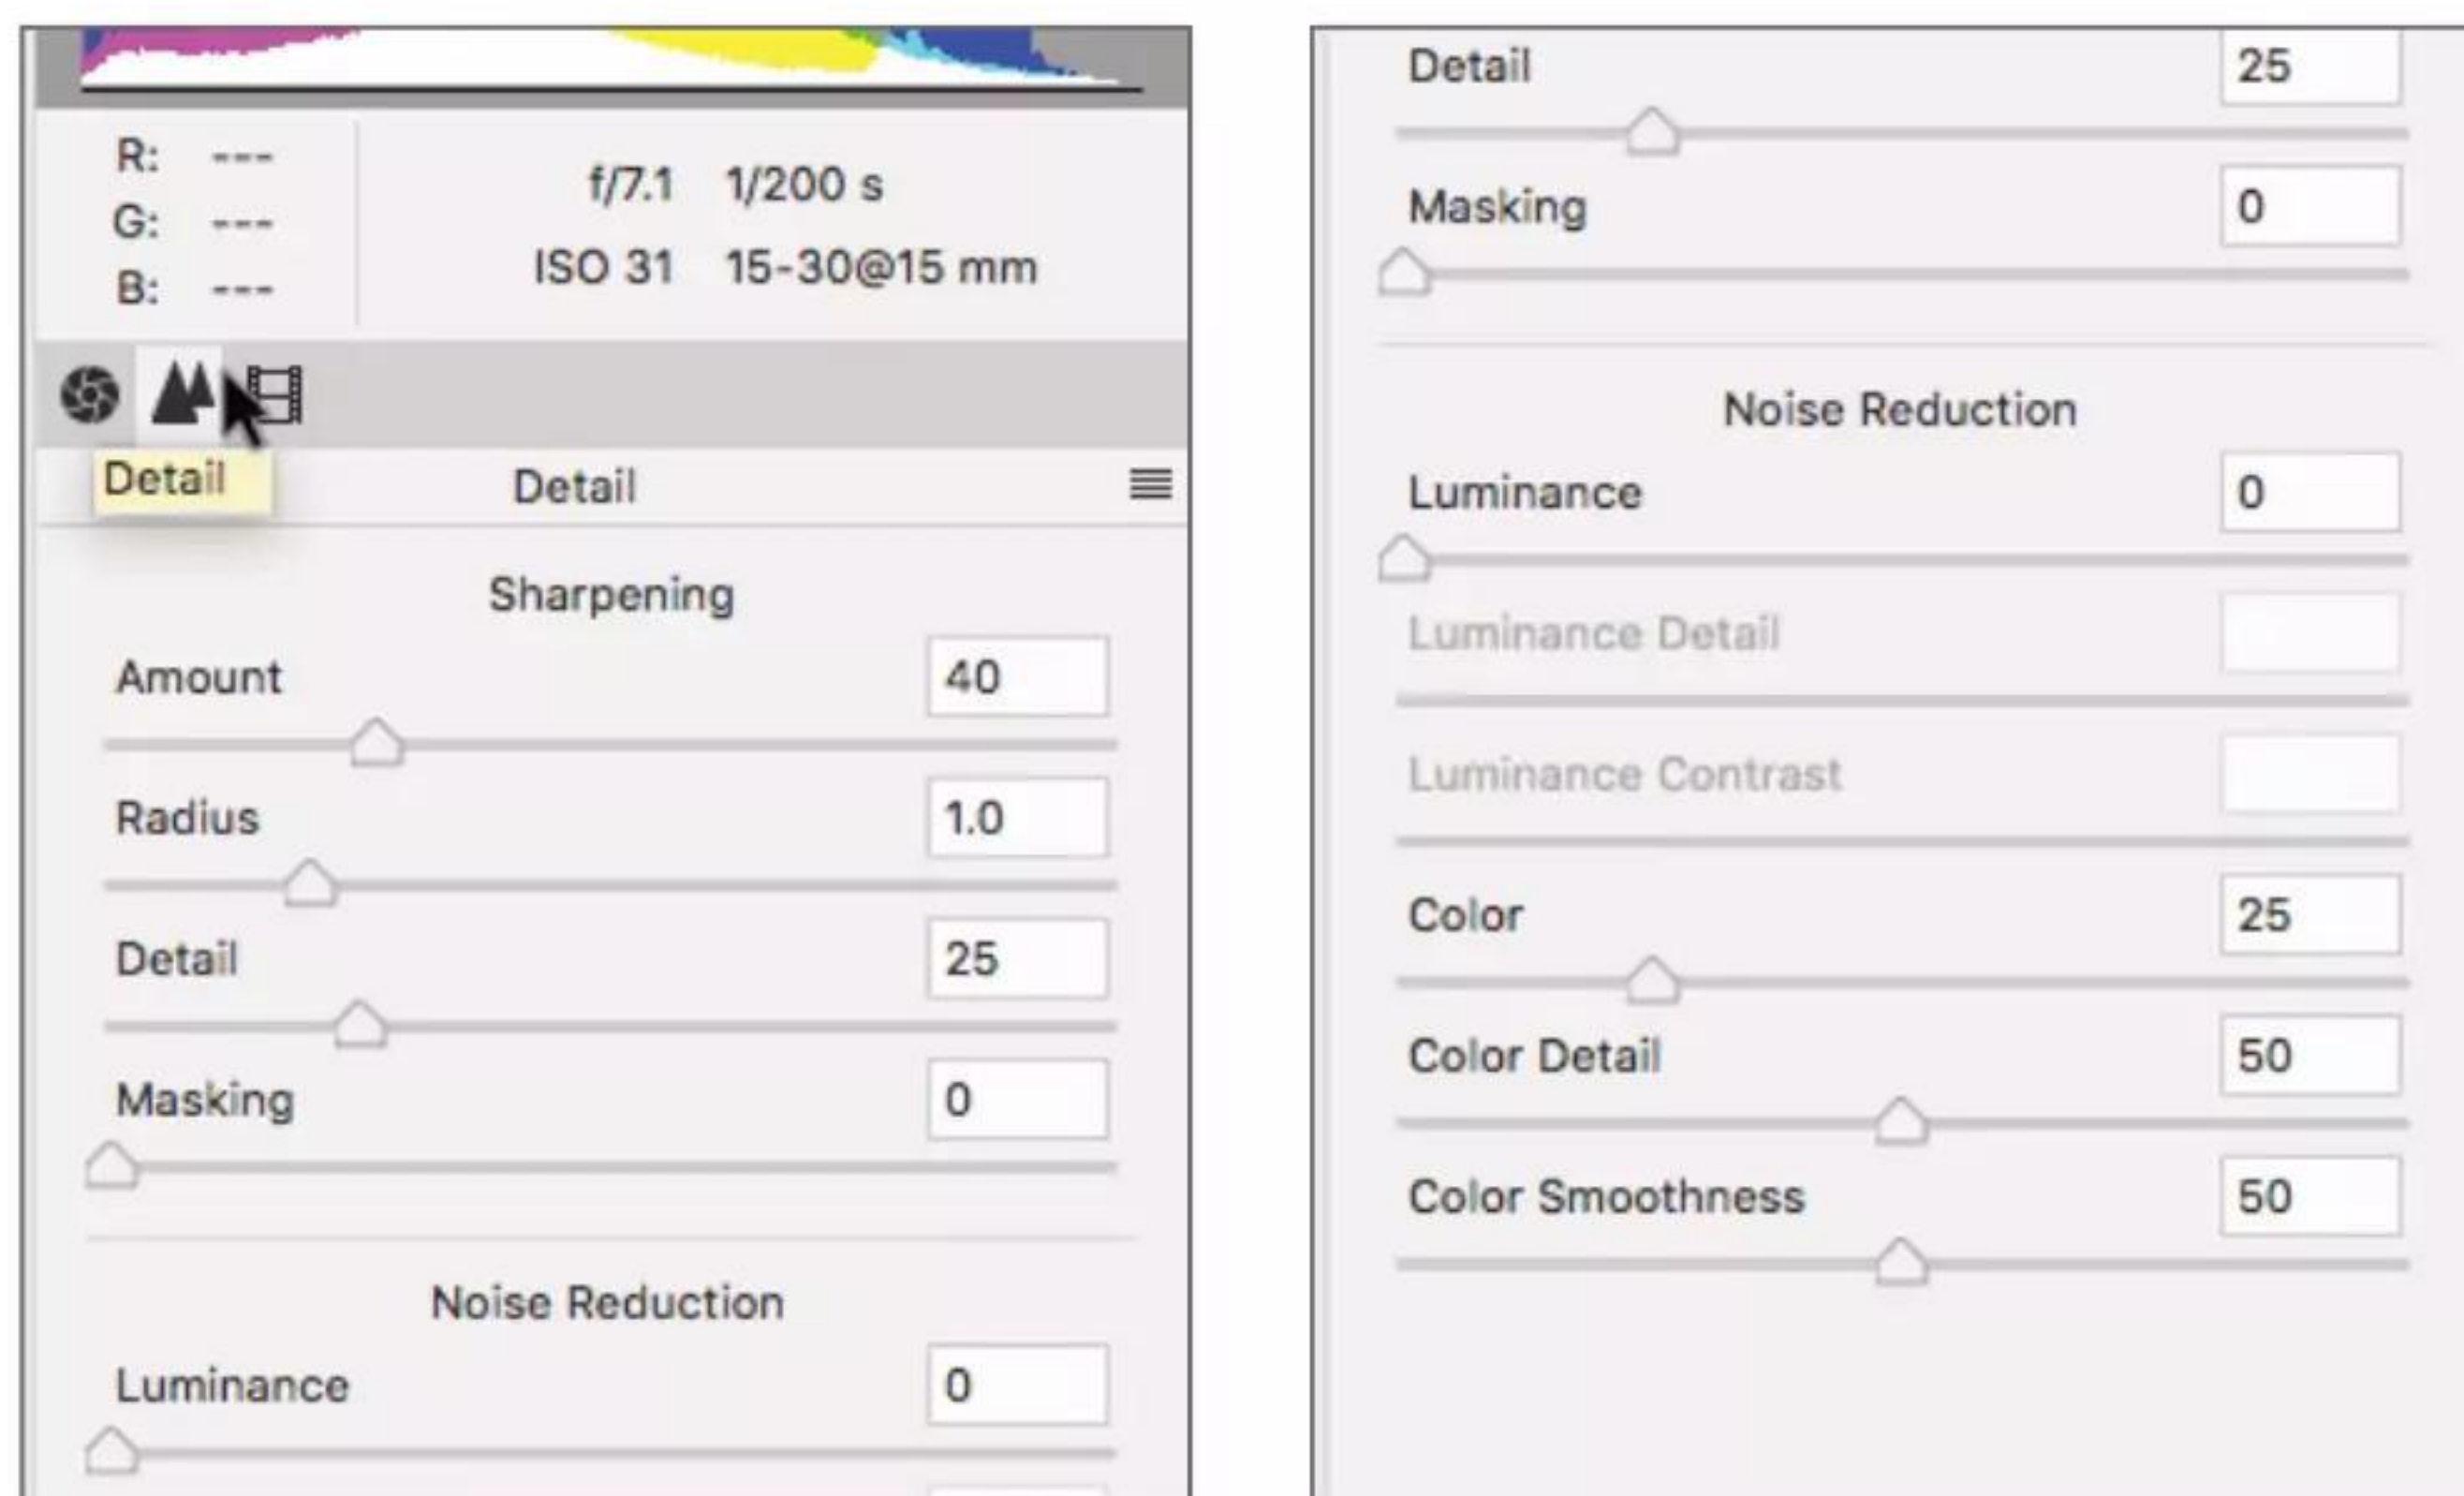 R: ---
G: ---
B: ---
f/7.1 1/200 s
ISO 31 15-30@15 mm
Detail
Detail
Sharpening
Amount 40
Radius 1.0
Detail 25
Masking 0
Noise Reduction
Luminance 0
Detail 25
Masking 0
Noise Reduction
Luminance 0
Luminance Detail
Luminance Contrast
Color 25
Color Detail 50
Color Smoothness 50